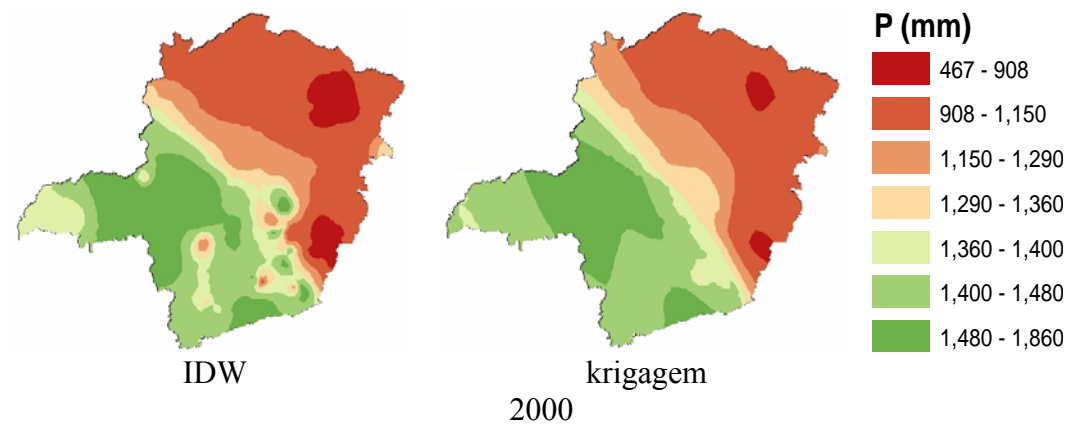 P (mm)
467 - 908
908 - 1,150
1,150 - 1,290
1,290 - 1,360
1,360 - 1,400
1,400 - 1,480
1,480 - 1,860
IDW
krigagem
2000